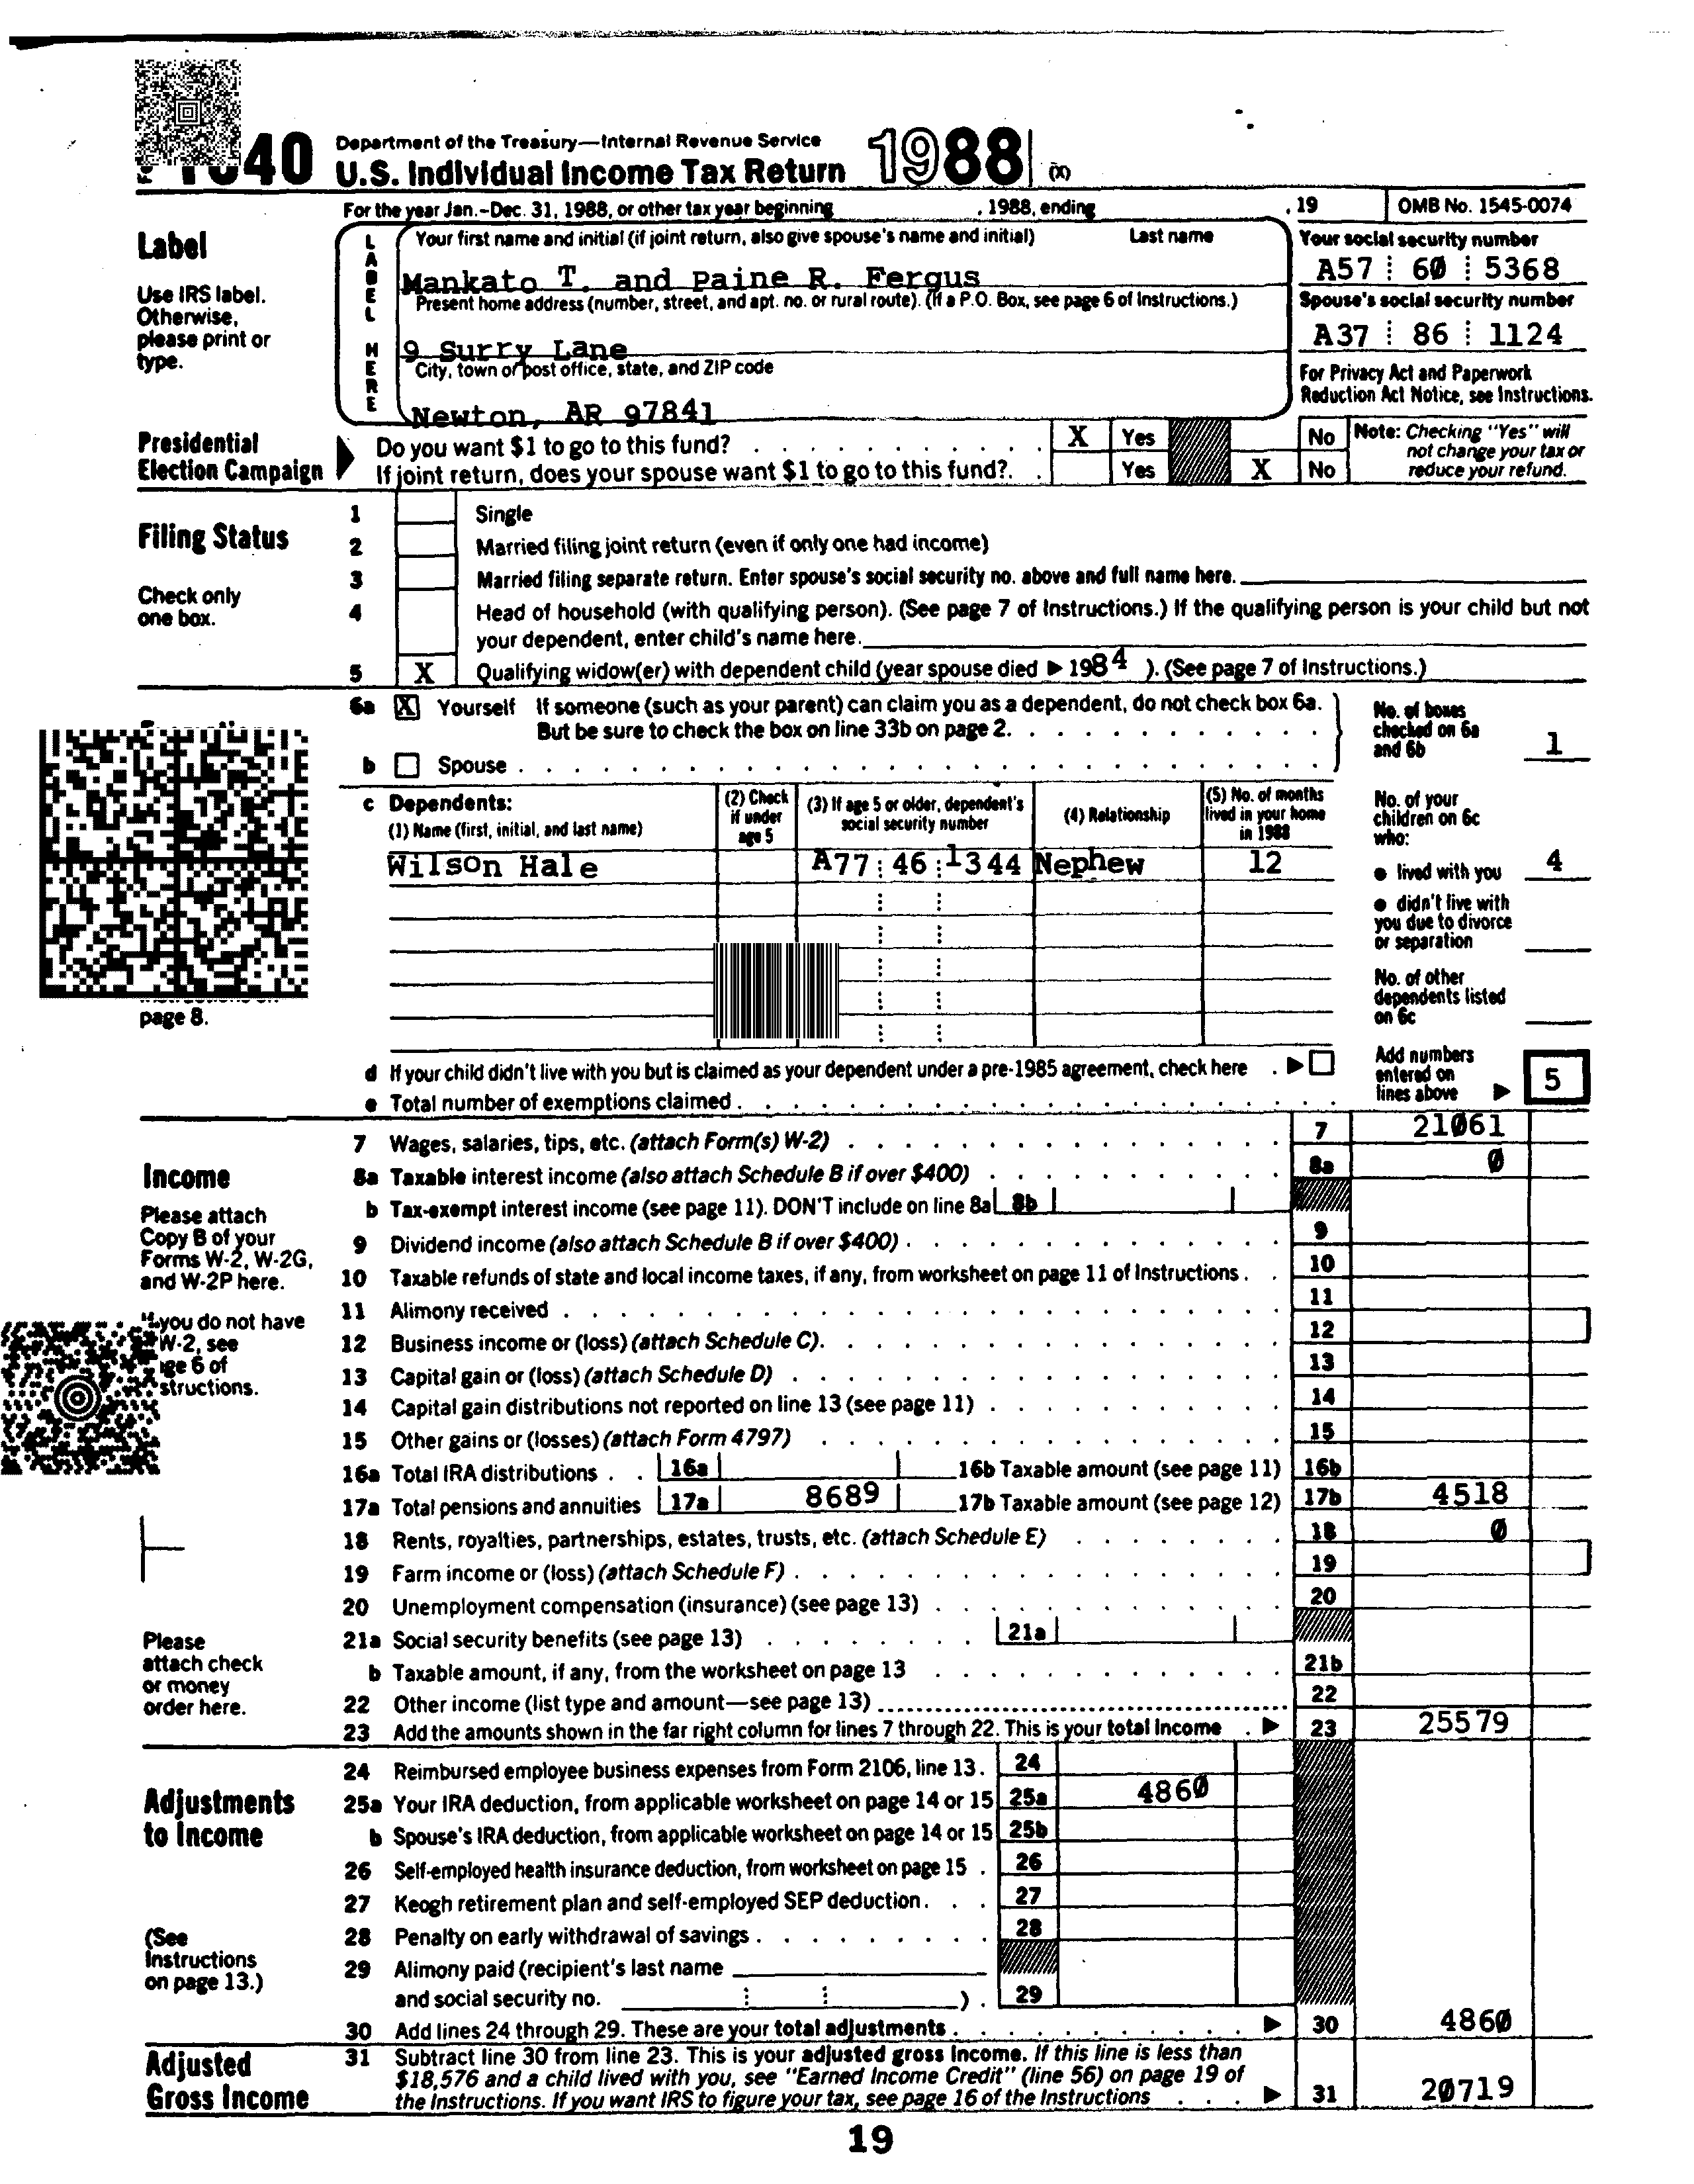 40 Department of the Treasury—Internal Revenue Service
U.S. Individual Income Tax Return 1988 (X)
For the year Jan.–Dec. 31, 1988, or other tax year beginning , 1988, ending , 19 OMB No. 1545-0074
Label
Use IRS label. Otherwise, please print or type.
LABEL HERE
Your first name and initial (if joint return, also give spouse's name and initial) Last name
Mankato T. and Paine R. Fergus
Your social security number
A57 60 5368
Present home address (number, street, and apt. no. or rural route). (If a P.O. Box, see page 6 of Instructions.)
9 Surry Lane
Spouse's social security number
A37 86 1124
City, town or post office, state, and ZIP code
Newton, AR 97841
For Privacy Act and Paperwork Reduction Act Notice, see Instructions.
Presidential Election Campaign
Do you want $1 to go to this fund? X Yes No
If joint return, does your spouse want $1 to go to this fund?. Yes X No
Note: Checking "Yes" will not change your tax or reduce your refund.
Filing Status
Check only one box.
1 Single
2 Married filing joint return (even if only one had income)
3 Married filing separate return. Enter spouse's social security no. above and full name here.
4 Head of household (with qualifying person). (See page 7 of Instructions.) If the qualifying person is your child but not
your dependent, enter child's name here.
5 X Qualifying widow(er) with dependent child (year spouse died ▶ 1984 ). (See page 7 of Instructions.)
6a X Yourself If someone (such as your parent) can claim you as a dependent, do not check box 6a.
But be sure to check the box on line 33b on page 2.
b Spouse
No. of boxes checked on 6a and 6b 1
c Dependents:
(1) Name (first, initial, and last name) (2) Check if under age 5 (3) If age 5 or older, dependent's social security number (4) Relationship (5) No. of months lived in your home in 1988
Wilson Hale A77 46 1344 Nephew 12
No. of your children on 6c who:
● lived with you 4
● didn't live with you due to divorce or separation
No. of other dependents listed on 6c
page 8.
d If your child didn't live with you but is claimed as your dependent under a pre-1985 agreement, check here . ▶
e Total number of exemptions claimed
Add numbers entered on lines above ▶ 5
Income
Please attach Copy B of your Forms W-2, W-2G, and W-2P here.
you do not have
W-2, see
6 of
7 Wages, salaries, tips, etc. (attach Form(s) W-2) 7 21061
8a Taxable interest income (also attach Schedule B if over $400) 8a 0
b Tax-exempt interest income (see page 11). DON'T include on line 8a 8b
9 Dividend income (also attach Schedule B if over $400) 9
10 Taxable refunds of state and local income taxes, if any, from worksheet on page 11 of Instructions 10
11 Alimony received 11
12 Business income or (loss) (attach Schedule C). 12
13 Capital gain or (loss) (attach Schedule D) 13
14 Capital gain distributions not reported on line 13 (see page 11) 14
15 Other gains or (losses) (attach Form 4797) 15
16a Total IRA distributions 16a 16b Taxable amount (see page 11) 16b
17a Total pensions and annuities 17a 8689 17b Taxable amount (see page 12) 17b 4518
18 Rents, royalties, partnerships, estates, trusts, etc. (attach Schedule E) 18 0
19 Farm income or (loss) (attach Schedule F) 19
20 Unemployment compensation (insurance) (see page 13) 20
21a Social security benefits (see page 13) 21a
b Taxable amount, if any, from the worksheet on page 13 21b
22 Other income (list type and amount—see page 13) 22
23 Add the amounts shown in the far right column for lines 7 through 22. This is your total income ▶ 23 25579
Please attach check or money order here.
Adjustments to Income
(See Instructions on page 13.)
24 Reimbursed employee business expenses from Form 2106, line 13. 24
25a Your IRA deduction, from applicable worksheet on page 14 or 15 25a 4860
b Spouse's IRA deduction, from applicable worksheet on page 14 or 15 25b
26 Self-employed health insurance deduction, from worksheet on page 15 26
27 Keogh retirement plan and self-employed SEP deduction 27
28 Penalty on early withdrawal of savings 28
29 Alimony paid (recipient's last name
and social security no. ) 29
30 Add lines 24 through 29. These are your total adjustments ▶ 30 4860
Adjusted Gross Income
31 Subtract line 30 from line 23. This is your adjusted gross income. If this line is less than
$18,576 and a child lived with you, see "Earned Income Credit" (line 56) on page 19 of
the Instructions. If you want IRS to figure your tax, see page 16 of the Instructions ▶ 31 20719
19